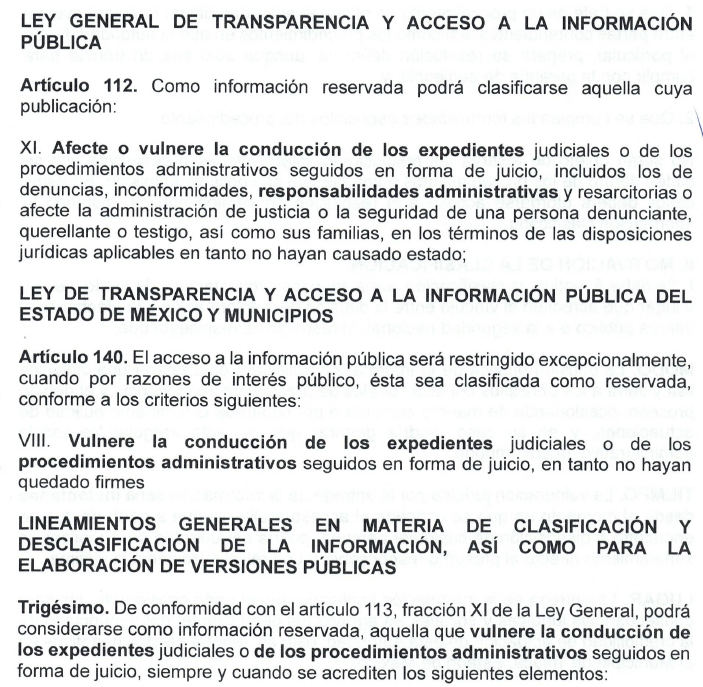 LEY GENERAL DE TRANSPARENCIA Y ACCESO A LA INFORMACIÓN
PÚBLICA
Artículo 112. Como información reservada podrá clasificarse aquella cuya
publicación:
XI. Afecte o vulnere la conducción de los expedientes judiciales o de los
procedimientos administrativos seguidos en forma de juicio, incluidos los de
denuncias, inconformidades, responsabilidades administrativas y resarcitorias o
afecte la administración de justicia o la seguridad de una persona denunciante,
querellante o testigo, así como sus familias, en los términos de las disposiciones
jurídicas aplicables en tanto no hayan causado estado;
LEY DE TRANSPARENCIA Y ACCESO A LA INFORMACIÓN PÚBLICA DEL
ESTADO DE MÉXICO Y MUNICIPIOS
Artículo 140. El acceso a la información pública será restringido excepcionalmente,
cuando por razones de interés público, ésta sea clasificada como reservada,
conforme a los criterios siguientes:
VIII. Vulnere la conducción de los expedientes judiciales o de los
procedimientos administrativos seguidos en forma de juicio, en tanto no hayan
quedado firmes
LINEAMIENTOS GENERALES EN MATERIA DE CLASIFICACIÓN Y
DESCLASIFICACIÓN DE LA INFORMACIÓN, ASÍ COMO PARA LA
ELABORACIÓN DE VERSIONES PÚBLICAS
Trigésimo. De conformidad con el artículo 113, fracción XI de la Ley General, podrá
considerarse como información reservada, aquella que vulnere la conducción de
los expedientes judiciales o de los procedimientos administrativos seguidos en
forma de juicio, siempre y cuando se acrediten los siguientes elementos: